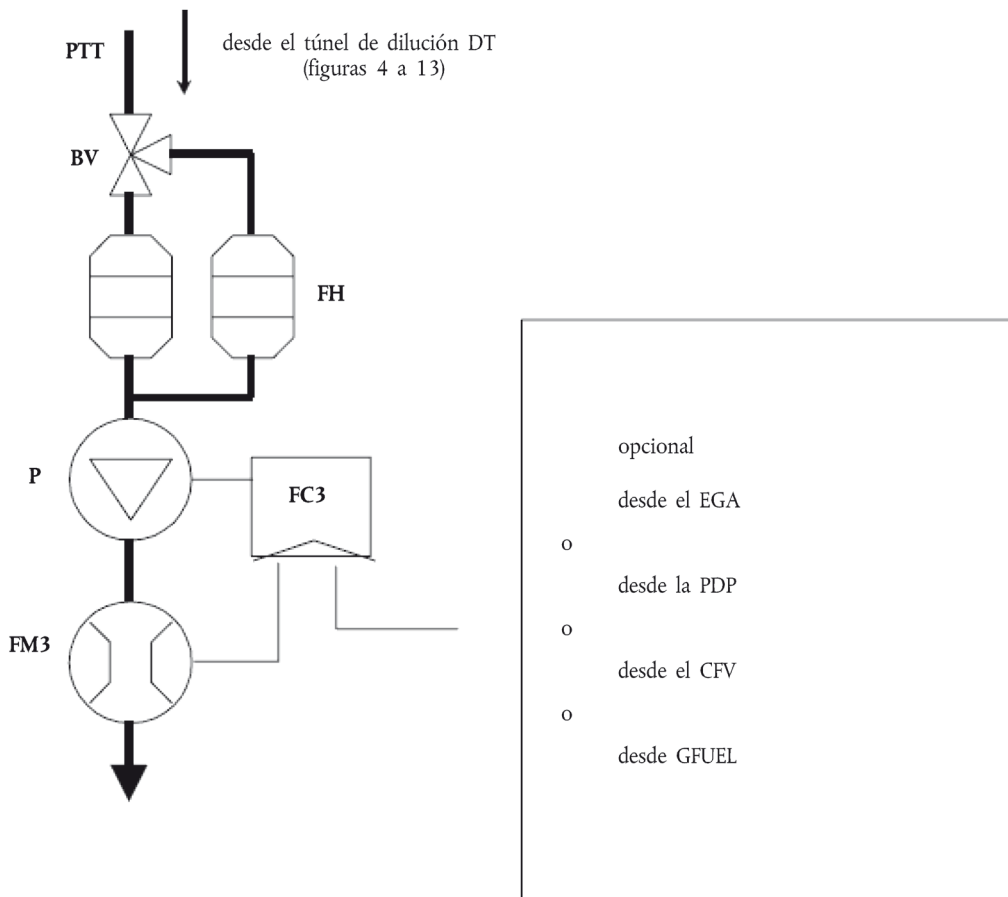 PTT
desde el túnel de dilución DT
(figuras 4 a 13)
BV
FH
P
FC3
FM3
opcional
desde el EGA
o
desde la PDP
o
desde el CFV
o
desde GFUEL